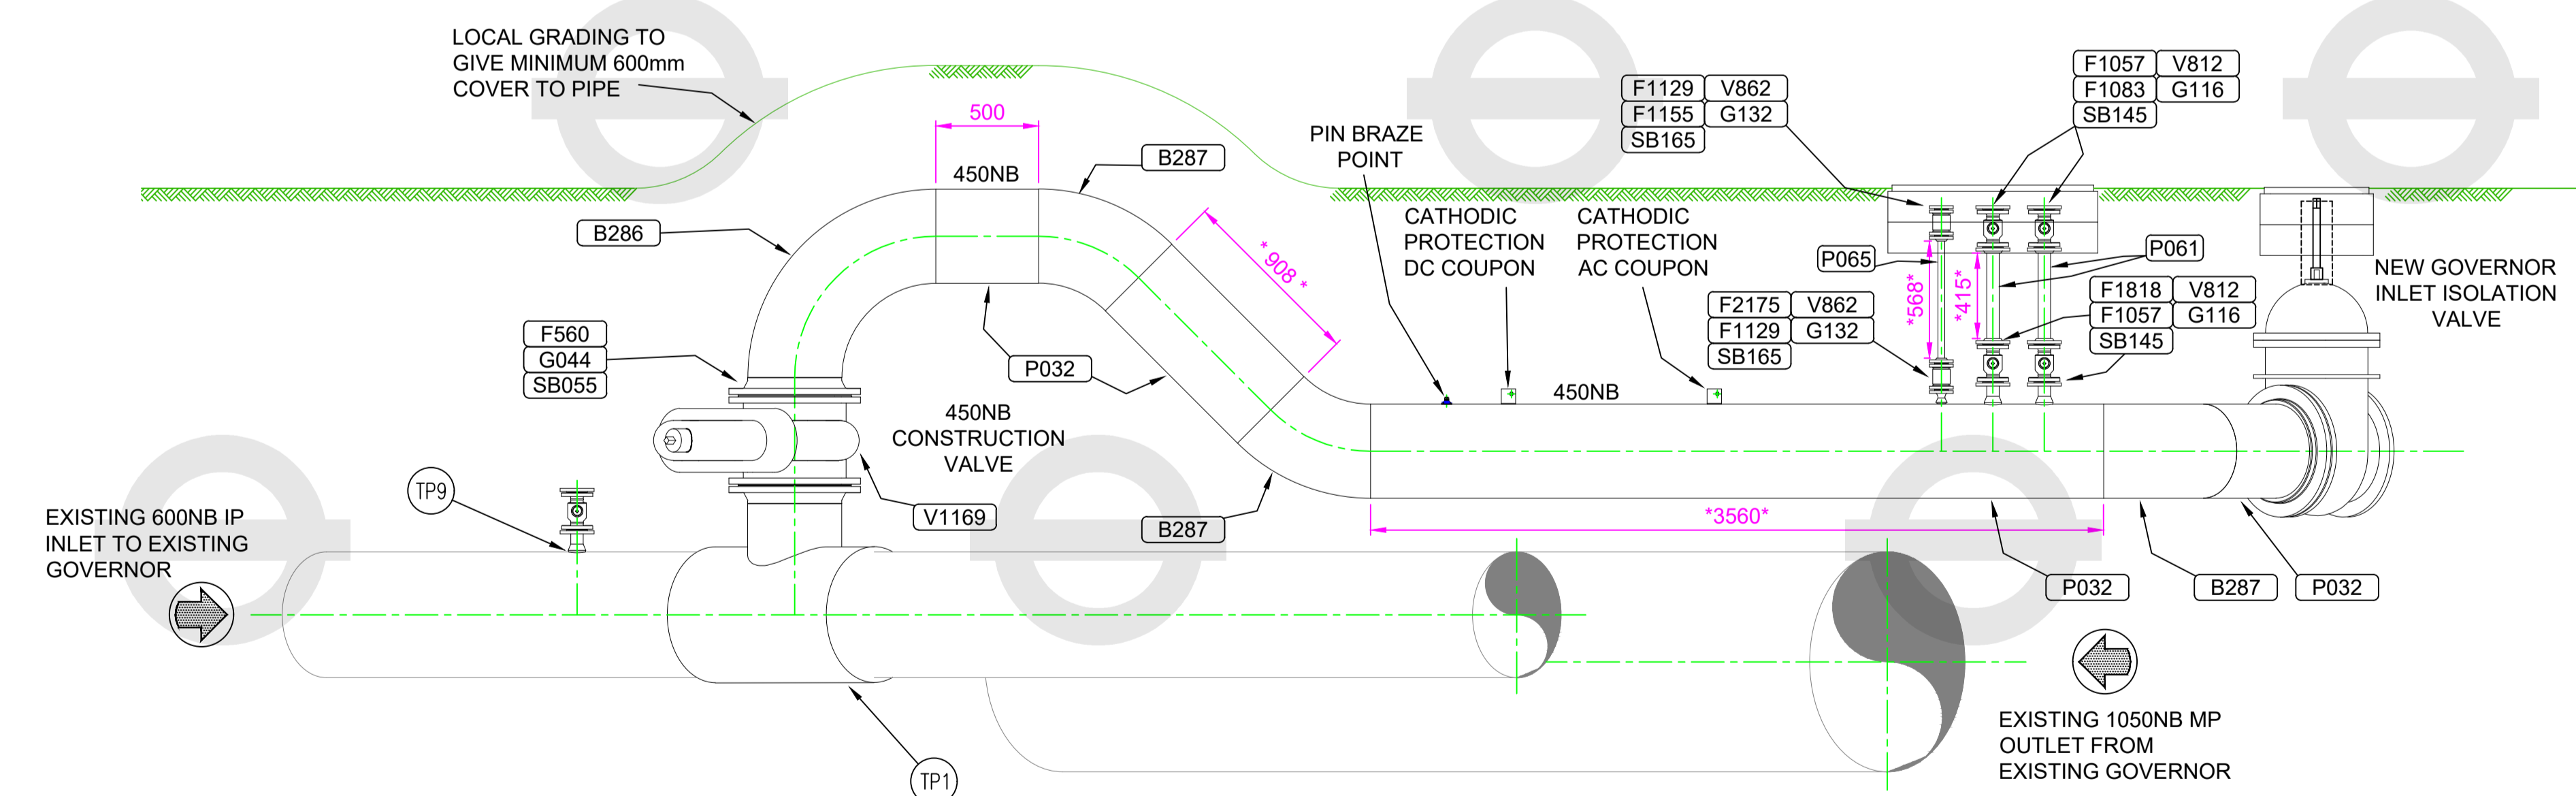 LOCAL GRADING TO
GIVE MINIMUM 600mm
COVER TO PIPE
500
450NB
B287
B286
*908*
PIN BRAZE
POINT
F1129 V862
F1155 G132
SB165
F1057 V812
F1083 G116
SB145
CATHODIC
PROTECTION
DC COUPON
CATHODIC
PROTECTION
AC COUPON
P065
P061
*568*
*415*
F2175 V862
F1129 G132
SB165
F1818 V812
F1057 G116
SB145
NEW GOVERNOR
INLET ISOLATION
VALVE
F560
G044
SB055
P032
450NB
450NB
CONSTRUCTION
VALVE
TP9
V1169
B287
*3560*
EXISTING 600NB IP
INLET TO EXISTING
GOVERNOR
P032
B287
P032
TP1
EXISTING 1050NB MP
OUTLET FROM
EXISTING GOVERNOR